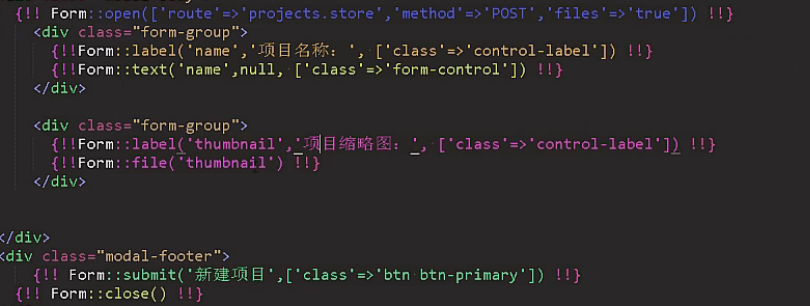 {!! Form::open(['route'=>'projects.store','method'=>'POST','files'=>'true']) !!}
<div class="form-group">
{!!Form::label('name','项目名称：', ['class'=>'control-label']) !!}
{!!Form::text('name',null, ['class'=>'form-control']) !!}
</div>
<div class="form-group">
{!!Form::label('thumbnail','项目缩略图：', ['class'=>'control-label']) !!}
{!!Form::file('thumbnail') !!}
</div>
</div>
<div class="modal-footer">
{!! Form::submit('新建项目',['class'=>'btn btn-primary']) !!}
{!! Form::close() !!}